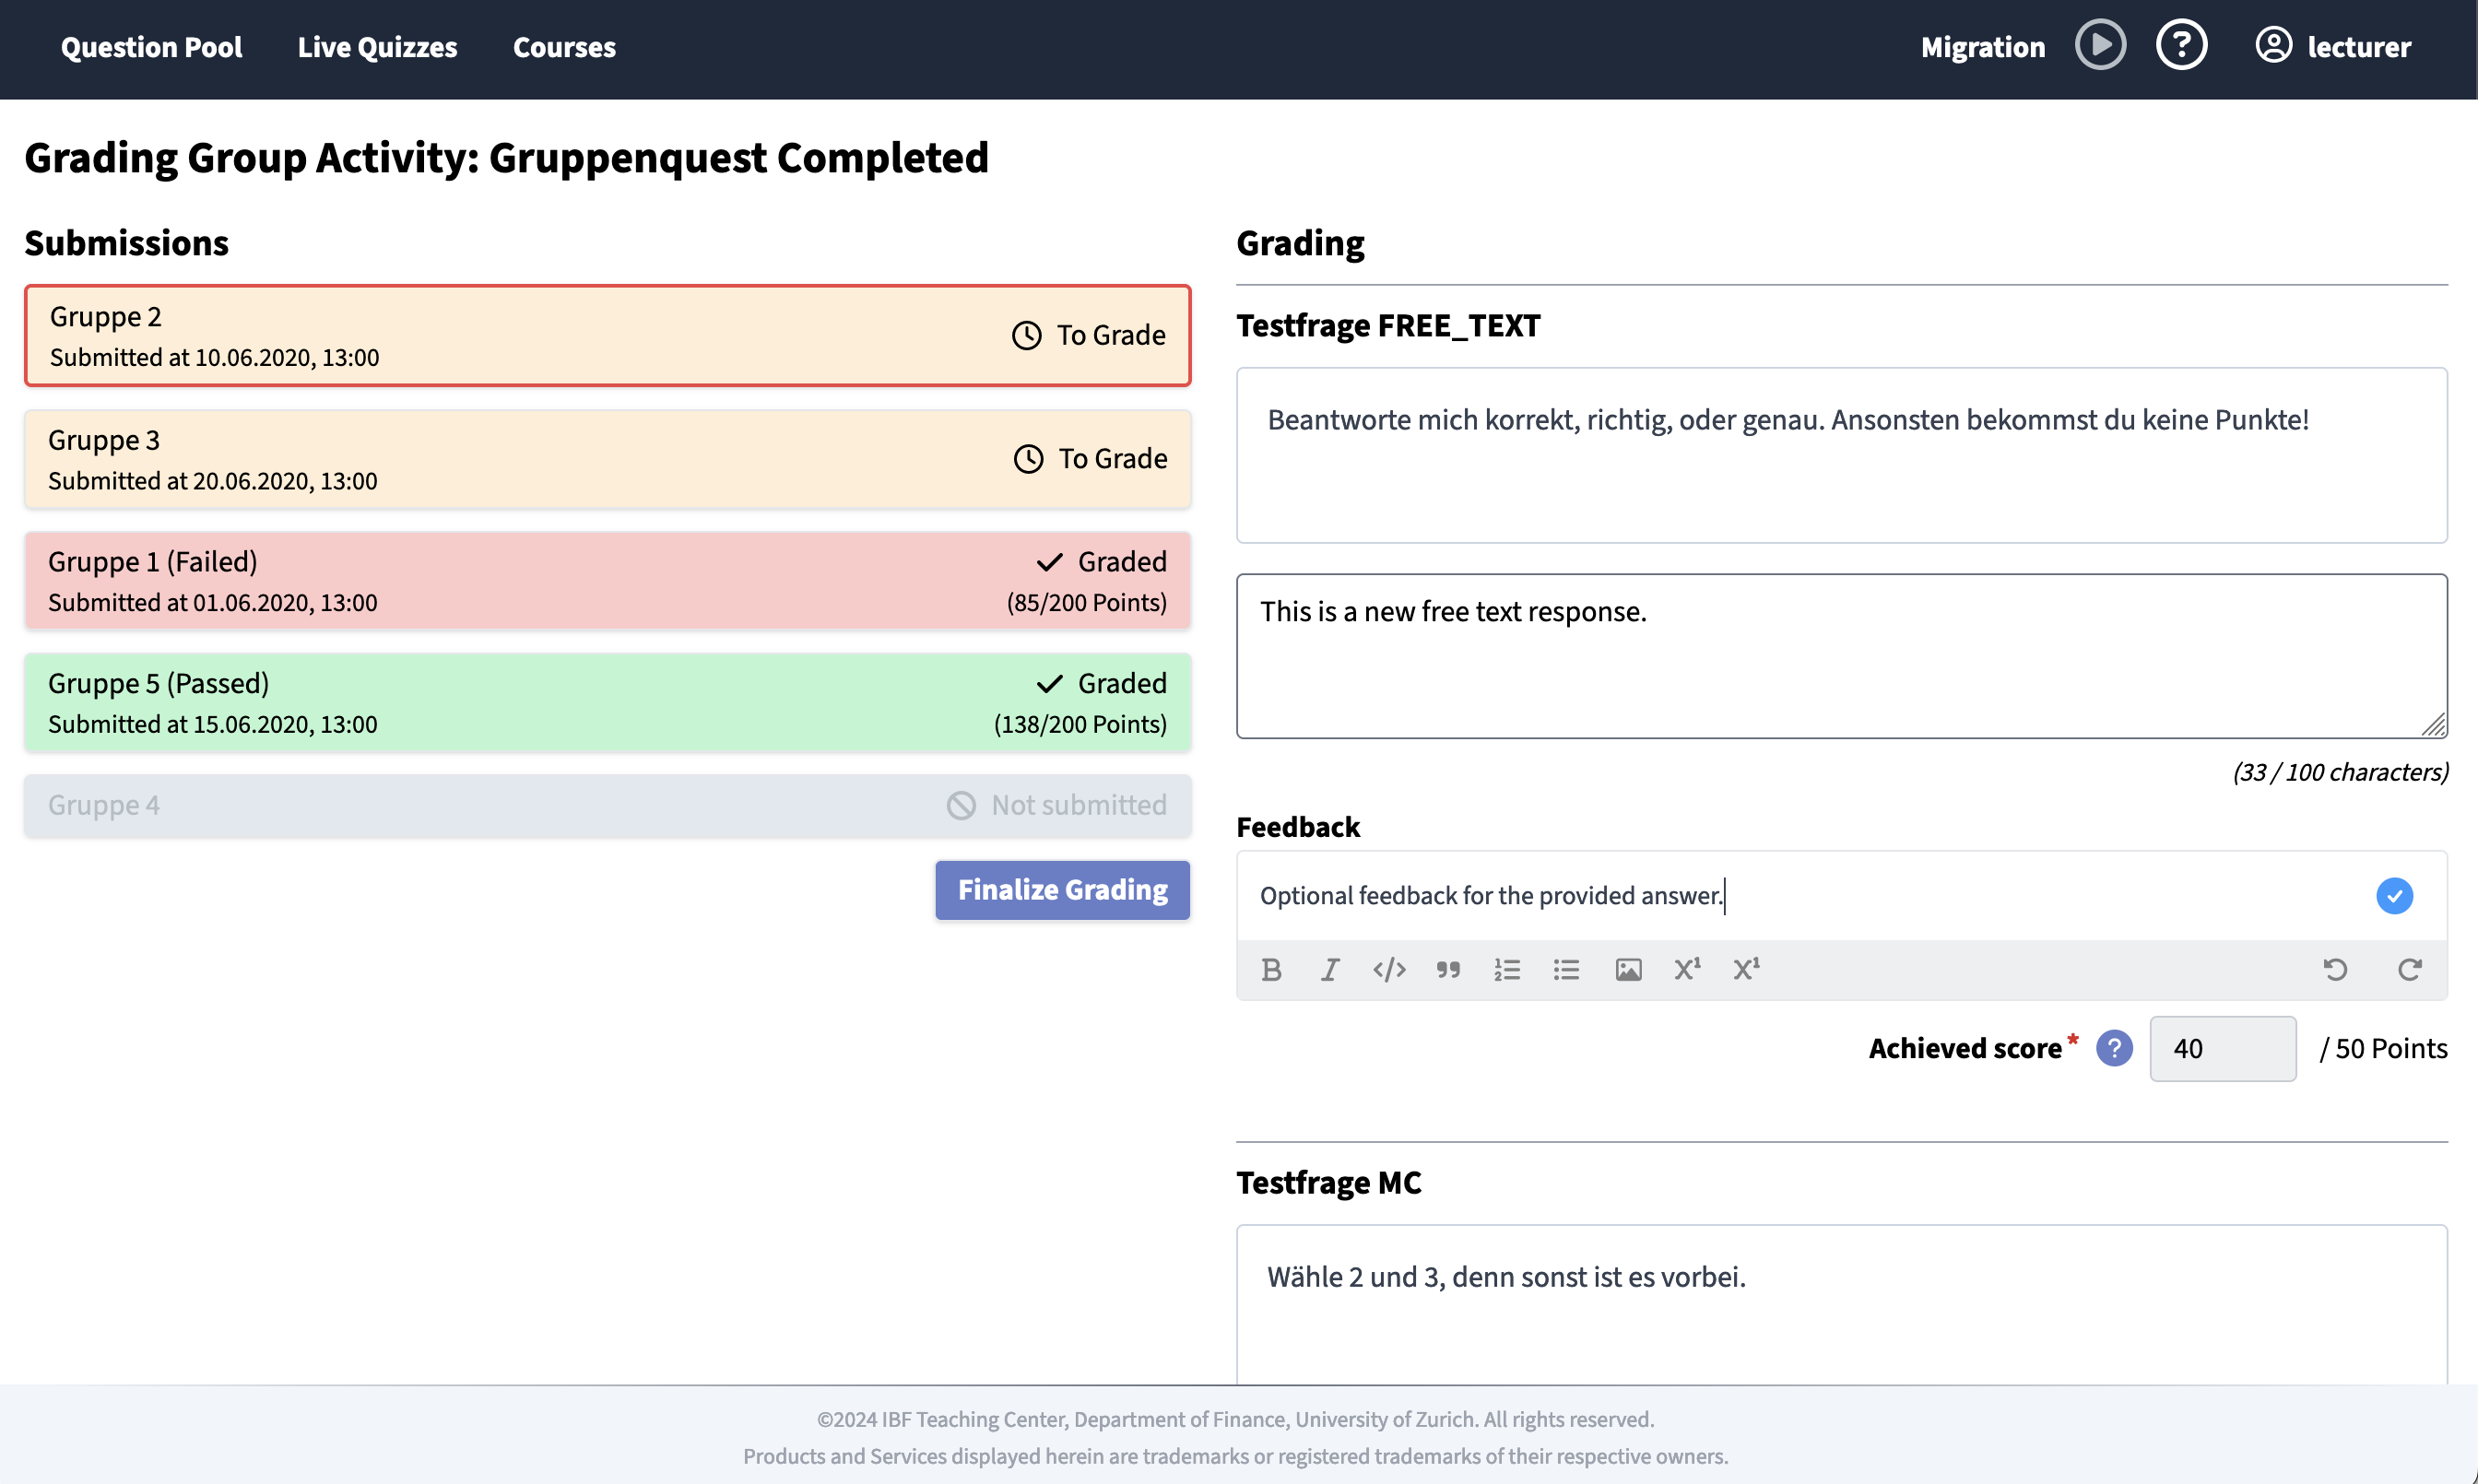 Question Pool Live Quizzes Courses Migration ? lecturer
Grading Group Activity: Gruppenquest Completed
Submissions
Gruppe 2
Submitted at 10.06.2020, 13:00
To Grade
Gruppe 3
Submitted at 20.06.2020, 13:00
To Grade
Gruppe 1 (Failed)
Submitted at 01.06.2020, 13:00
Graded
(85/200 Points)
Gruppe 5 (Passed)
Submitted at 15.06.2020, 13:00
Graded
(138/200 Points)
Gruppe 4
Not submitted
Finalize Grading
Grading
Testfrage FREE_TEXT
Beantworte mich korrekt, richtig, oder genau. Ansonsten bekommst du keine Punkte!
This is a new free text response.
(33 / 100 characters)
Feedback
Optional feedback for the provided answer.
Achieved score* ? 40 / 50 Points
Testfrage MC
Wähle 2 und 3, denn sonst ist es vorbei.
©2024 IBF Teaching Center, Department of Finance, University of Zurich. All rights reserved.
Products and Services displayed herein are trademarks or registered trademarks of their respective owners.